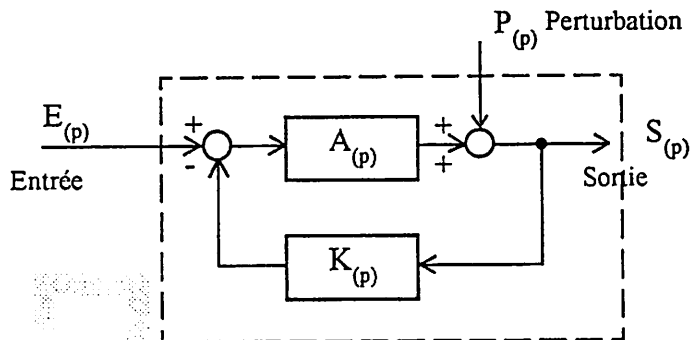 P(p) Perturbation
E(p)
+
-
A(p)
+
+
S(p)
Entrée
Sortie
K(p)